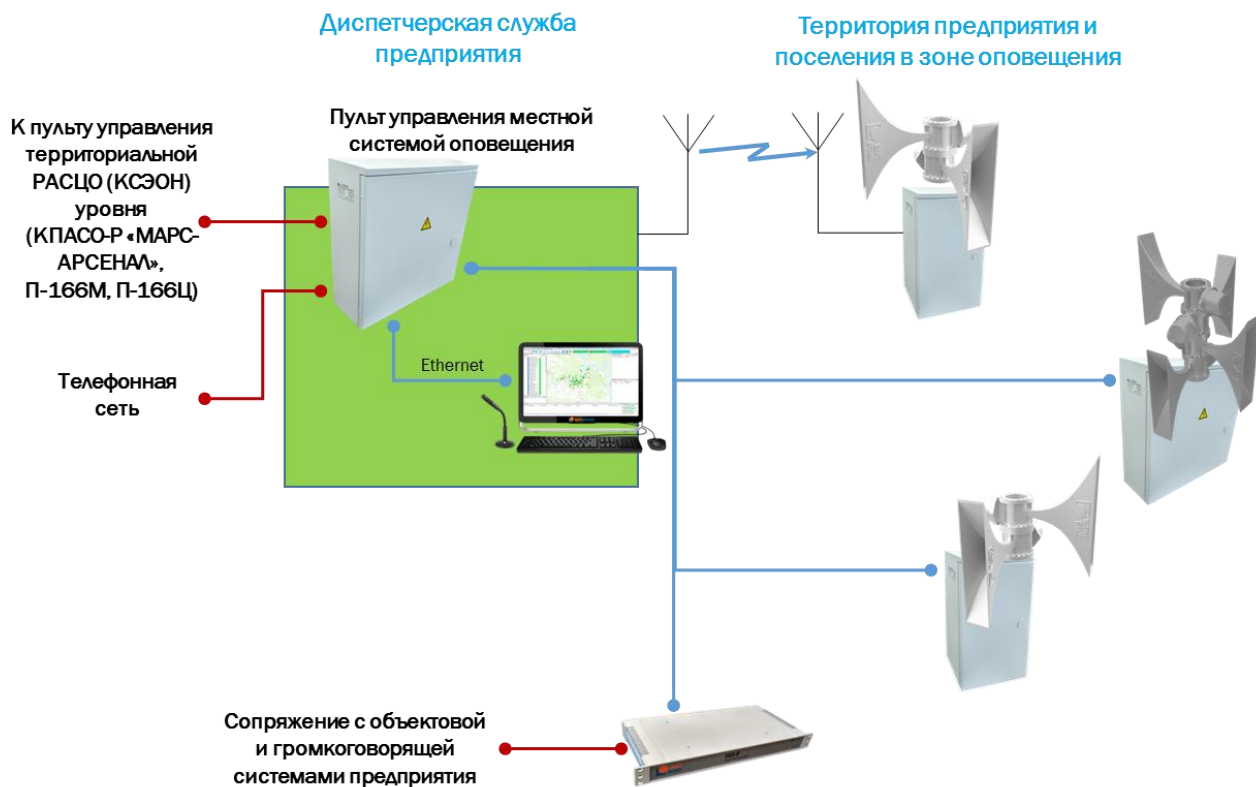 Диспетчерская служба
предприятия
Территория предприятия и
поселения в зоне оповещения
К пульту управления
территориальной
РАСЦО (КСЭОН)
уровня
(КПАСО-Р «МАРС-
АРСЕНАЛ»,
П-166М, П-166Ц)
Пульт управления местной
системой оповещения
Телефонная
сеть
Ethernet
Сопряжение с объектовой
и громкоговорящей
системами предприятия